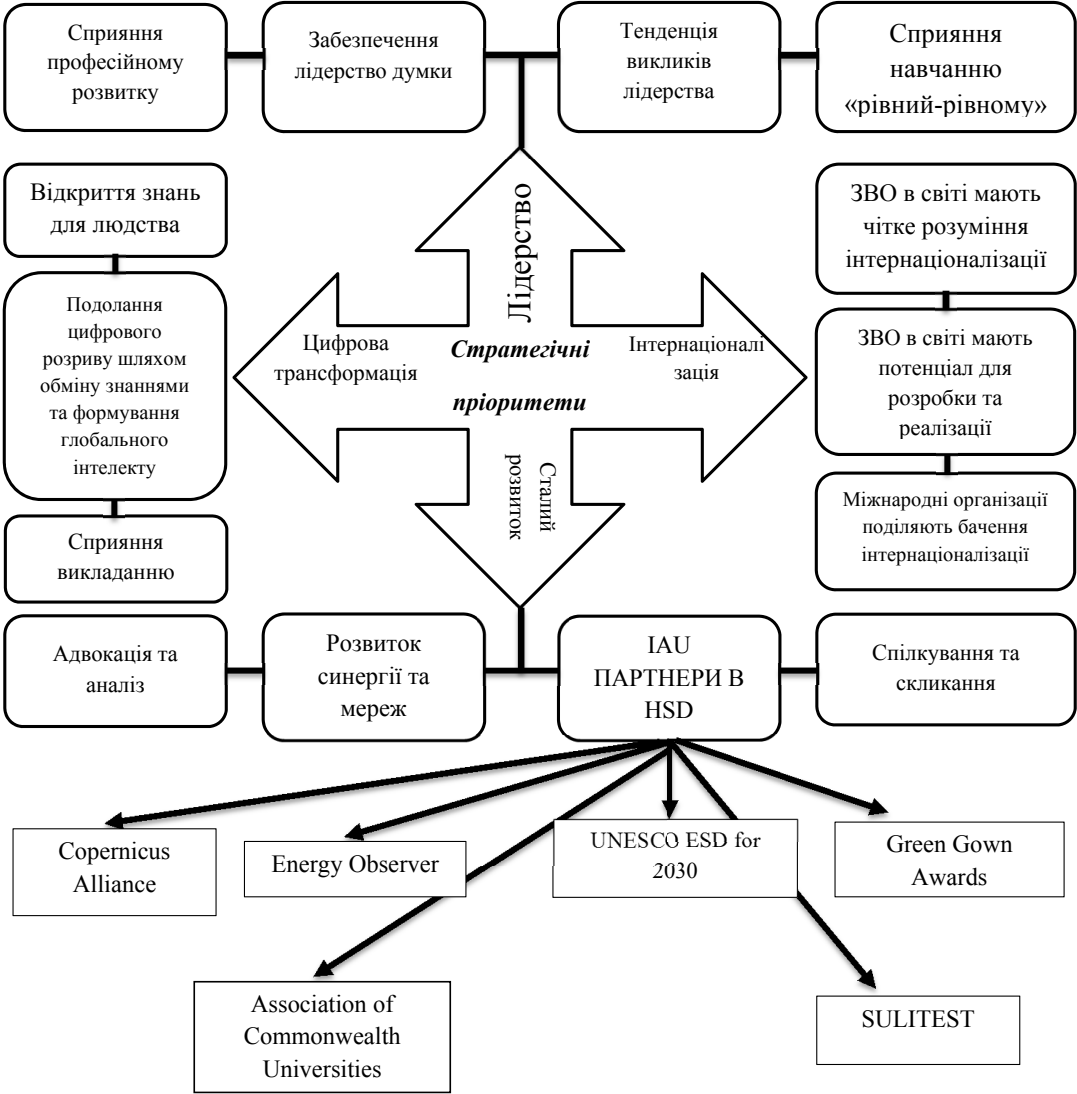 Сприяння
професійному
розвитку
Забезпечення
лідерство думки
Тенденція
викликів
лідерства
Сприяння
навчанню
«рівний-рівному»
Відкриття знань
для людства
Подолання
цифрового
розриву шляхом
обміну знаннями
та формування
глобального
інтелекту
Сприяння
викладанню
Лідерство
Цифрова
трансформація
Стратегічні
пріоритети
Інтернаціоналі
зація
Сталий
розвиток
ЗВО в світі мають
чітке розуміння
інтернаціоналізації
ЗВО в світі мають
потенціал для
розробки та
реалізації
Міжнародні організації
поділяють бачення
інтернаціоналізації
Адвокація та
аналіз
Розвиток
синергії та
мереж
IAU
ПАРТНЕРИ В
HSD
Спілкування та
скликання
Copernicus
Alliance
Energy Observer
UNESCO ESD for
2030
Green Gown
Awards
Association of
Commonwealth
Universities
SULITEST